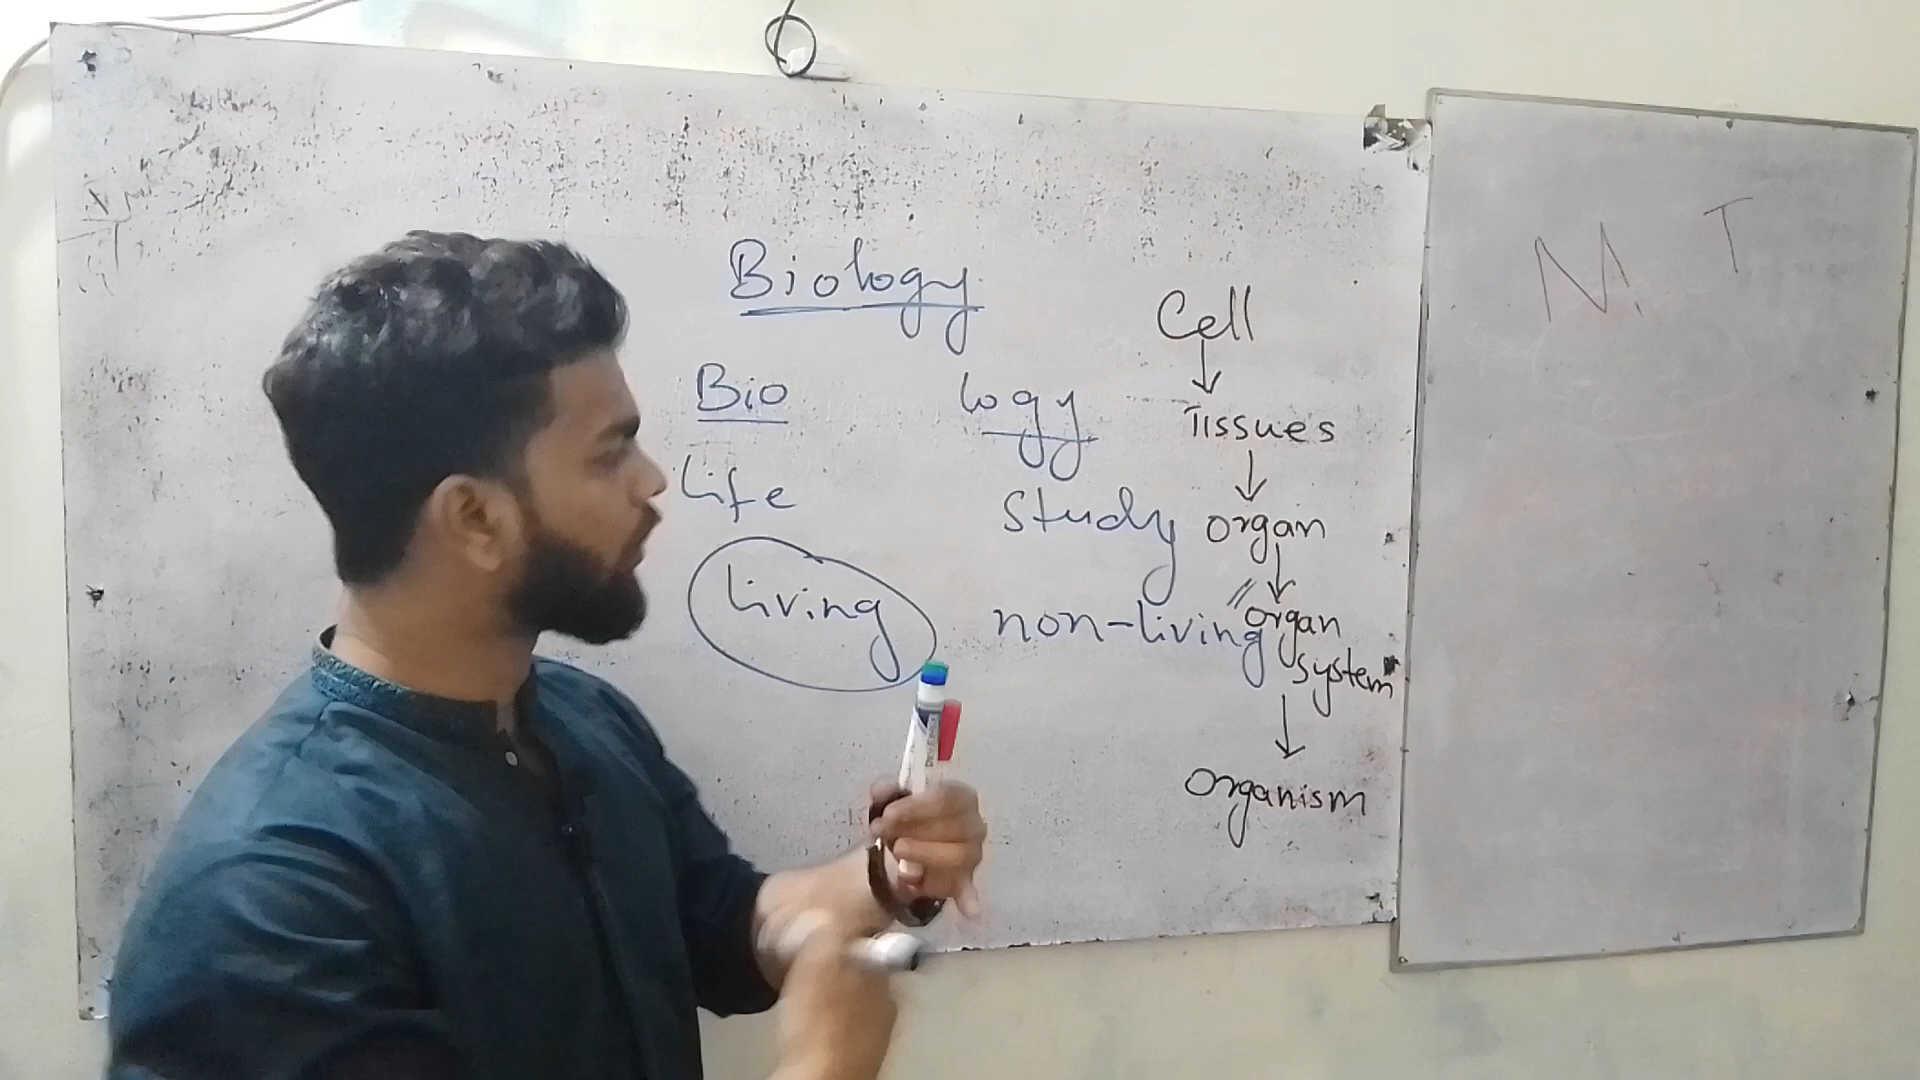 Biology
Bio logy
Life Study
Living non-living
Cell
Tissues
organ
organ
system
organism
M T